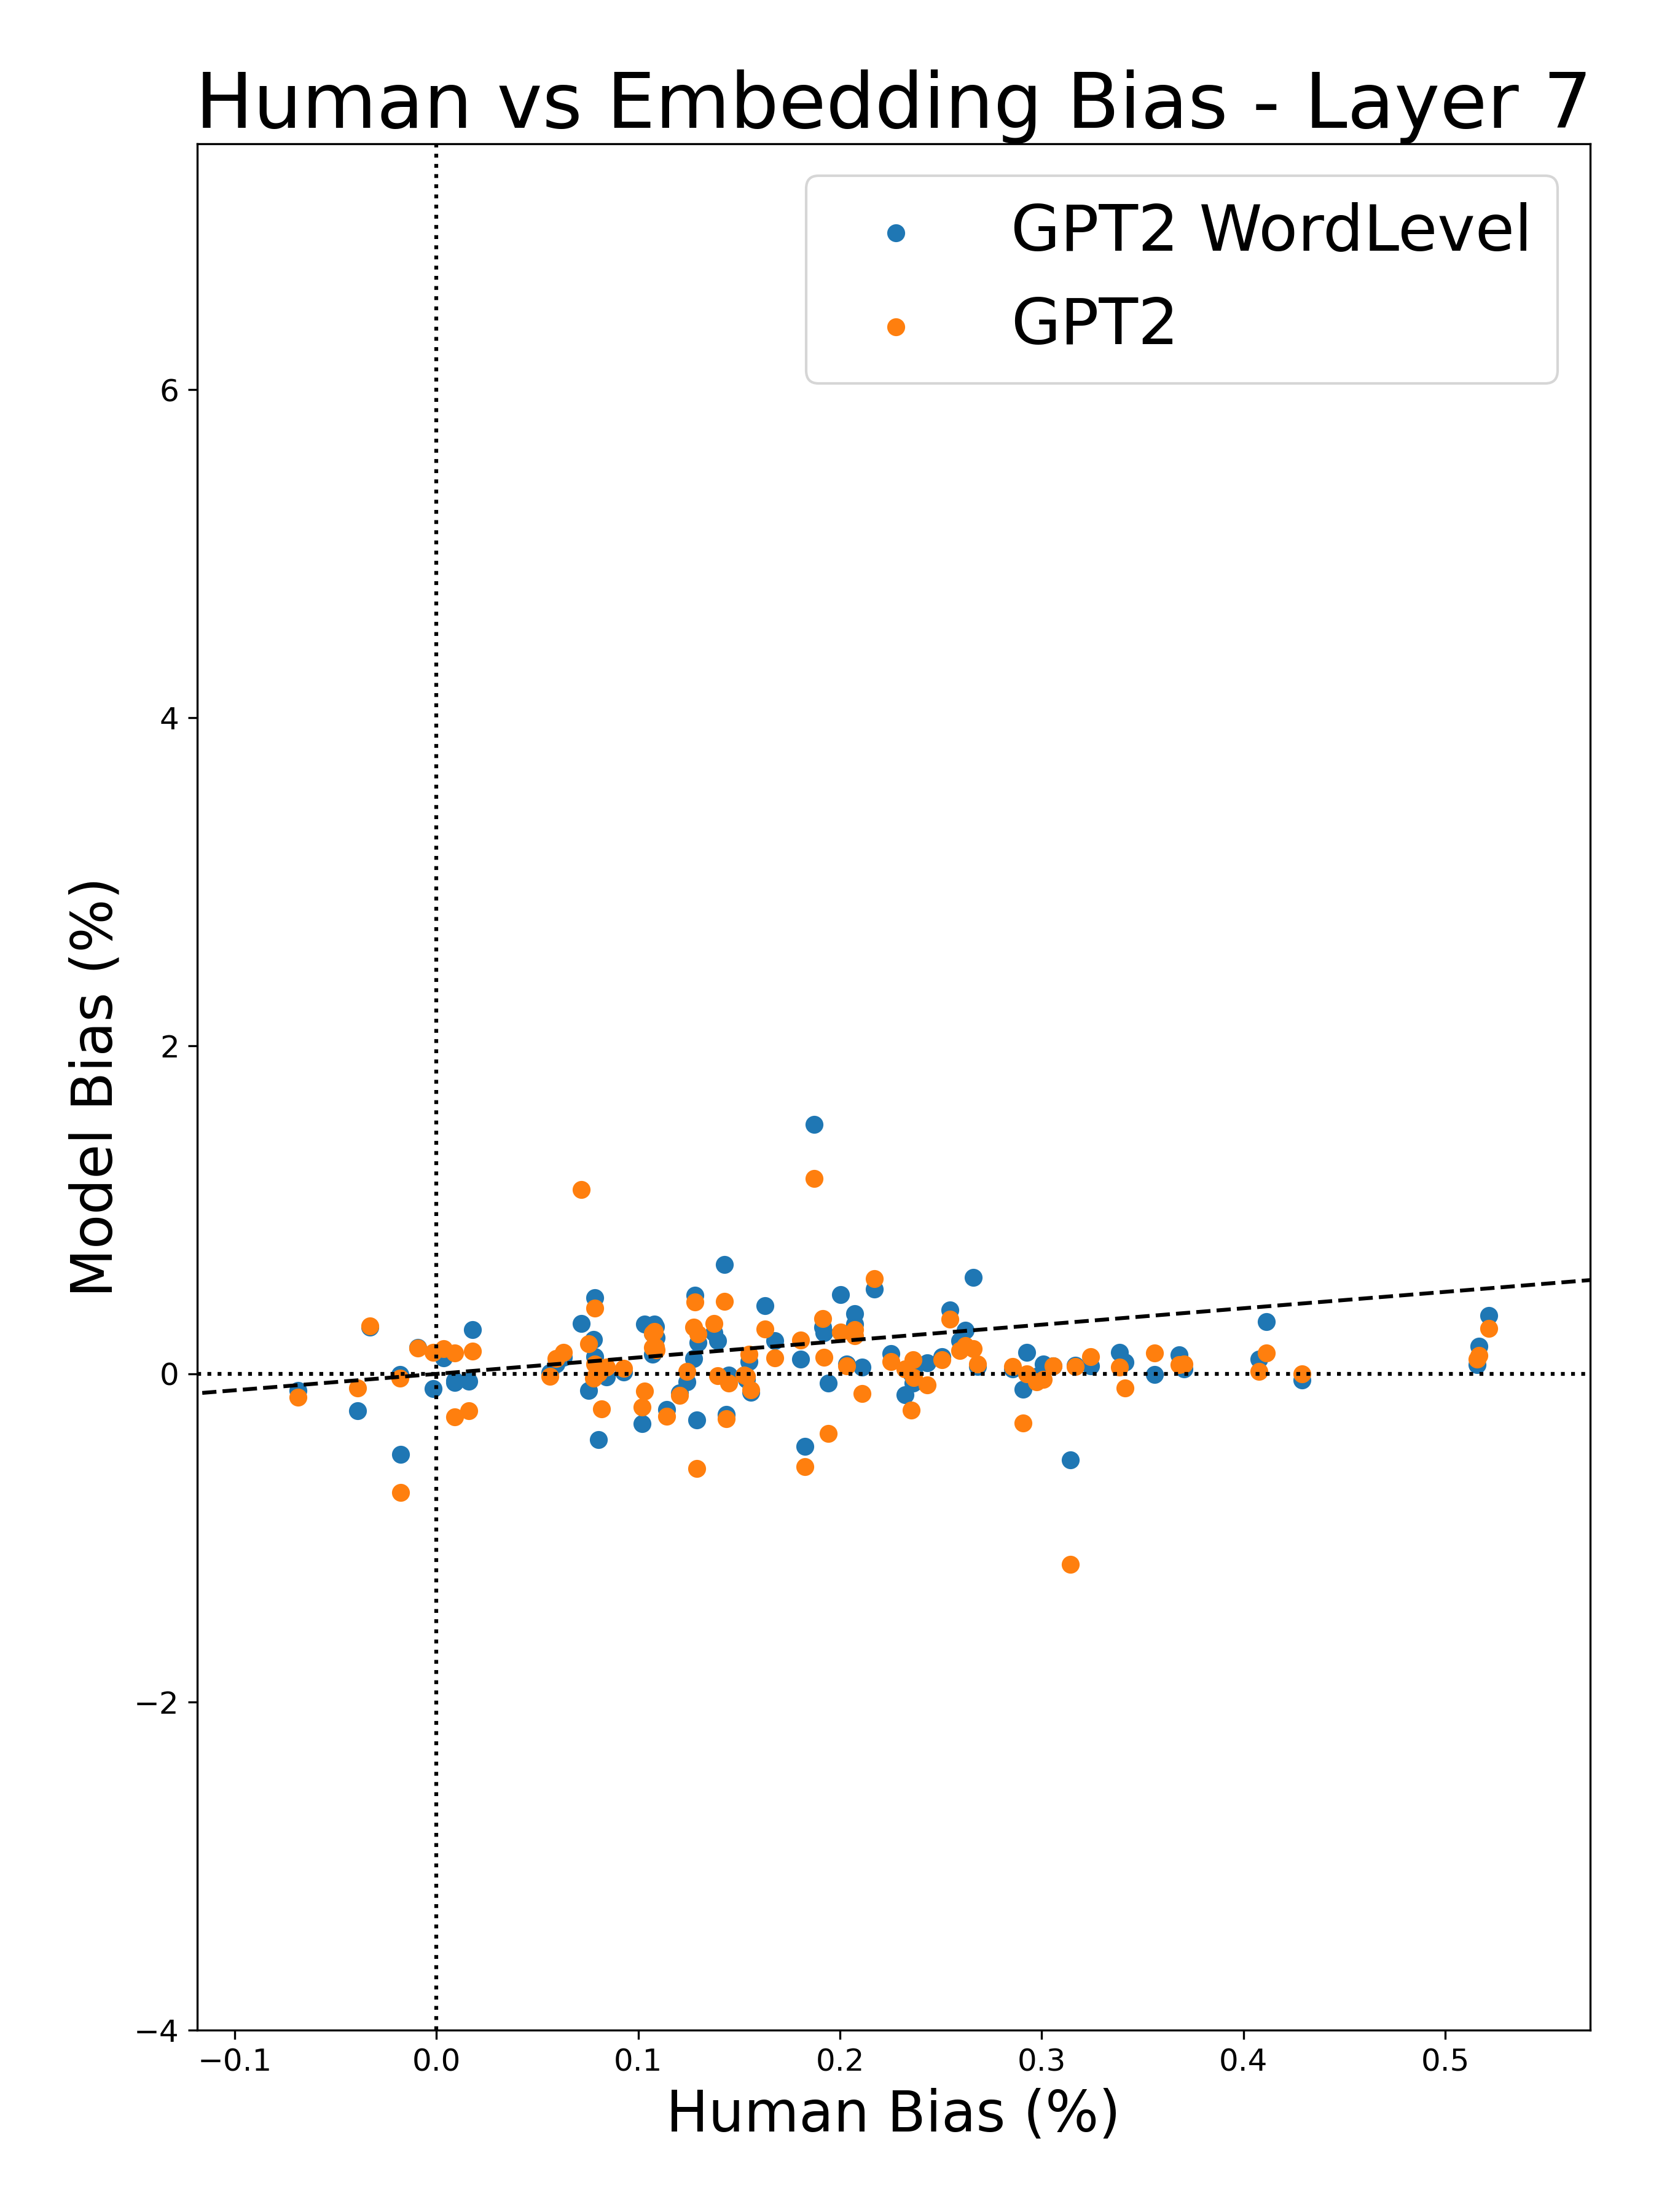 Human vs Embedding Bias - Layer 7
GPT2 WordLevel
GPT2
Model Bias (%)
6
4
2
0
−2
−4
−0.1 0.0 0.1 0.2 0.3 0.4 0.5
Human Bias (%)